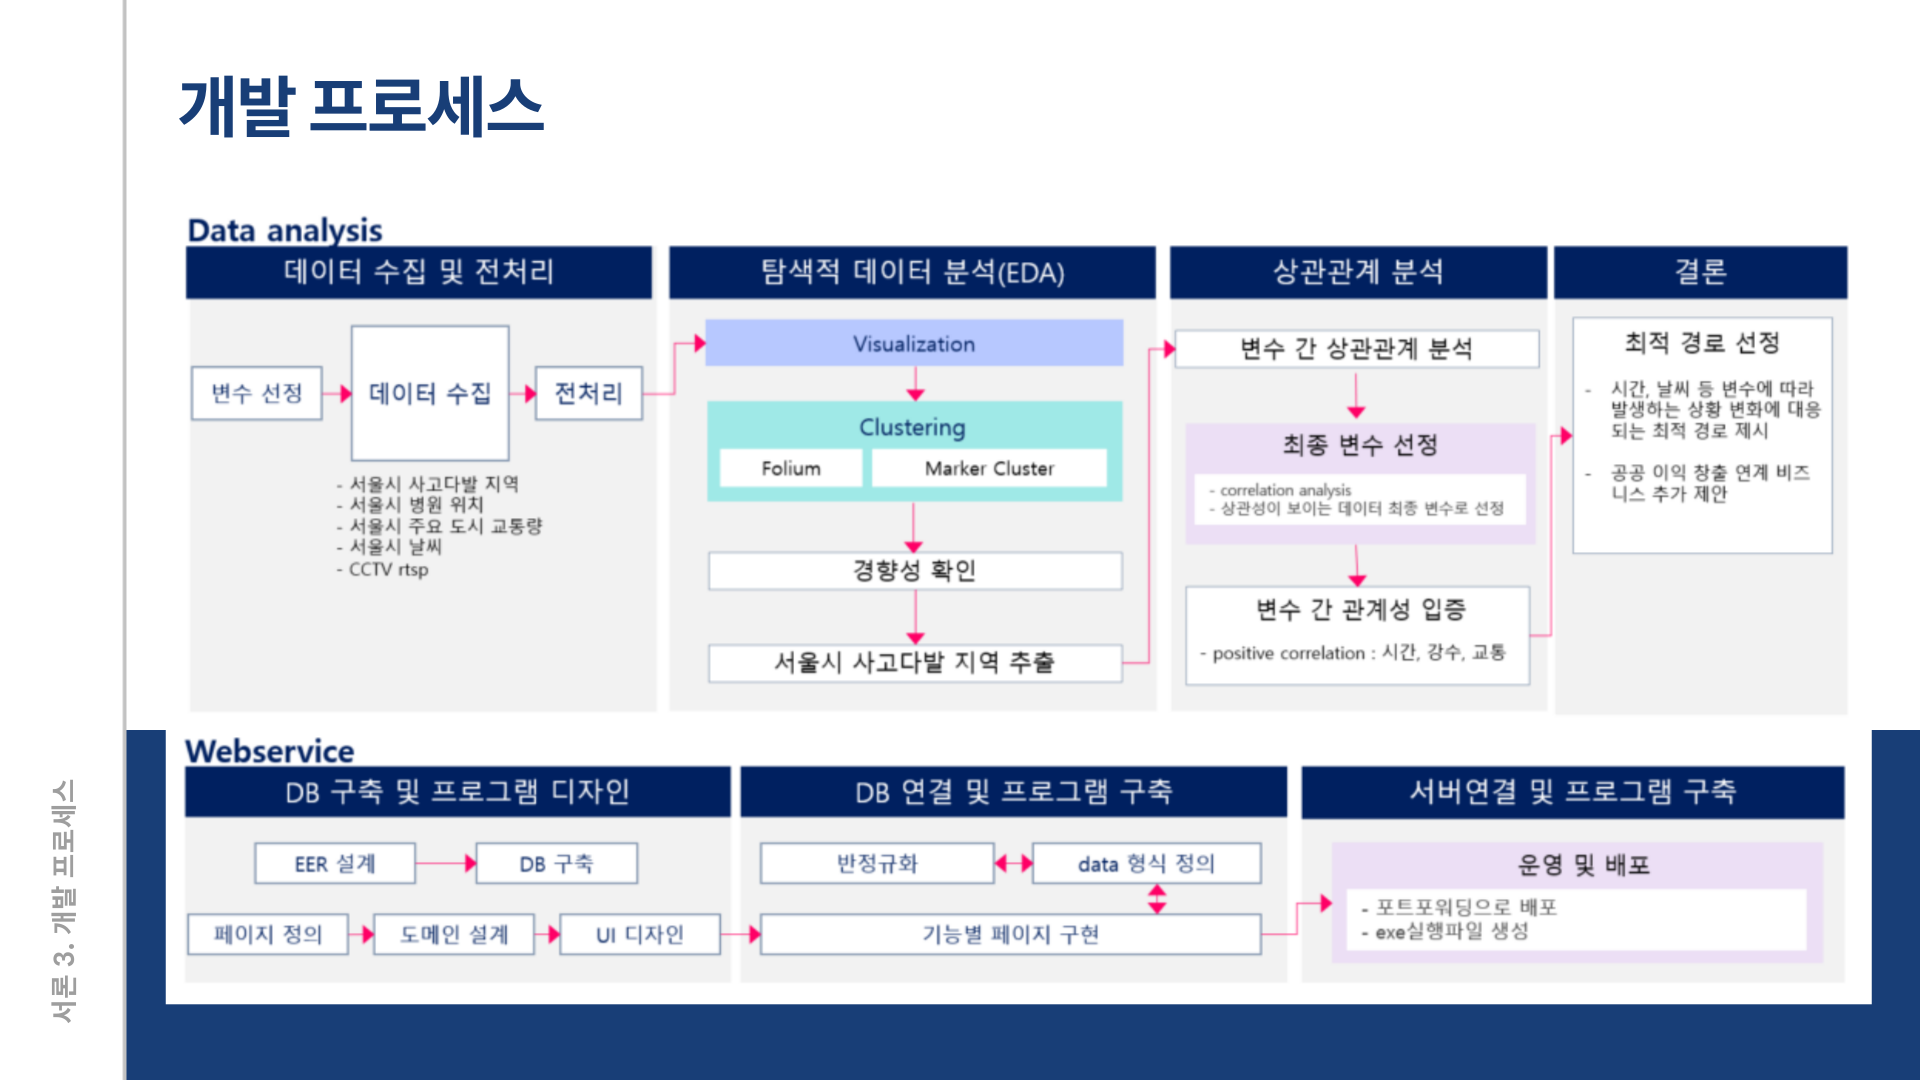 개발 프로세스
Data analysis
데이터 수집 및 전처리
변수 선정
데이터 수집
전처리
- 서울시 사고다발 지역
- 서울시 병원 위치
- 서울시 주요 도시 교통량
- 서울시 날씨
- CCTV rtsp
탐색적 데이터 분석(EDA)
Visualization
Clustering
Folium
Marker Cluster
경향성 확인
서울시 사고다발 지역 추출
상관관계 분석
변수 간 상관관계 분석
최종 변수 선정
- correlation analysis
- 상관성이 보이는 데이터 최종 변수로 선정
변수 간 관계성 입증
- positive correlation : 시간, 강수, 교통
결론
최적 경로 선정
- 시간, 날씨 등 변수에 따라
발생하는 상황 변화에 대응
되는 최적 경로 제시
- 공공 이익 창출 연계 비즈
니스 추가 제안
Webservice
DB 구축 및 프로그램 디자인
EER 설계
DB 구축
페이지 정의
도메인 설계
UI 디자인
DB 연결 및 프로그램 구축
반정규화
data 형식 정의
기능별 페이지 구현
서버연결 및 프로그램 구축
운영 및 배포
- 포트포워딩으로 배포
- exe실행파일 생성
서론 3. 개발 프로세스